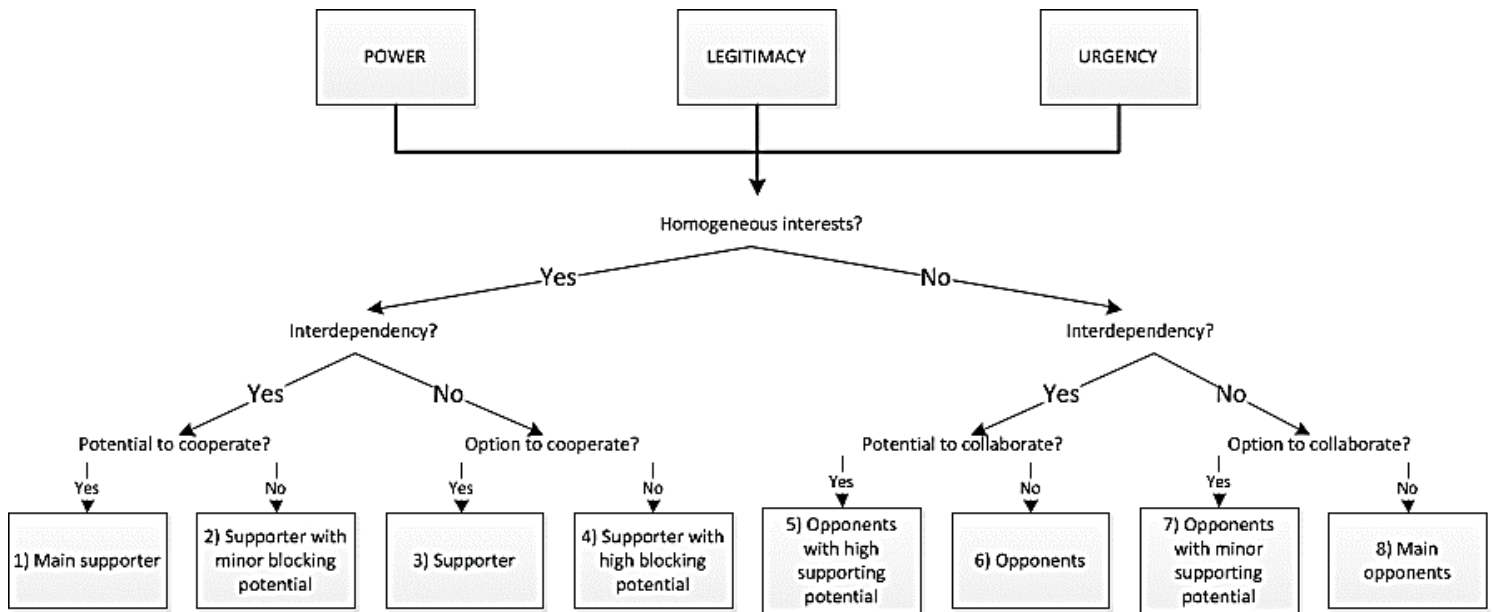 POWER
LEGITIMACY
URGENCY
Homogeneous interests?
Yes
No
Interdependency?
Interdependency?
Yes
No
Yes
No
Potential to cooperate?
Option to cooperate?
Potential to collaborate?
Option to collaborate?
Yes
No
Yes
No
Yes
No
Yes
No
1) Main supporter
2) Supporter with
minor blocking
potential
3) Supporter
4) Supporter with
high blocking
potential
5) Opponents
with high
supporting
potential
6) Opponents
7) Opponents
with minor
supporting
potential
8) Main
opponents